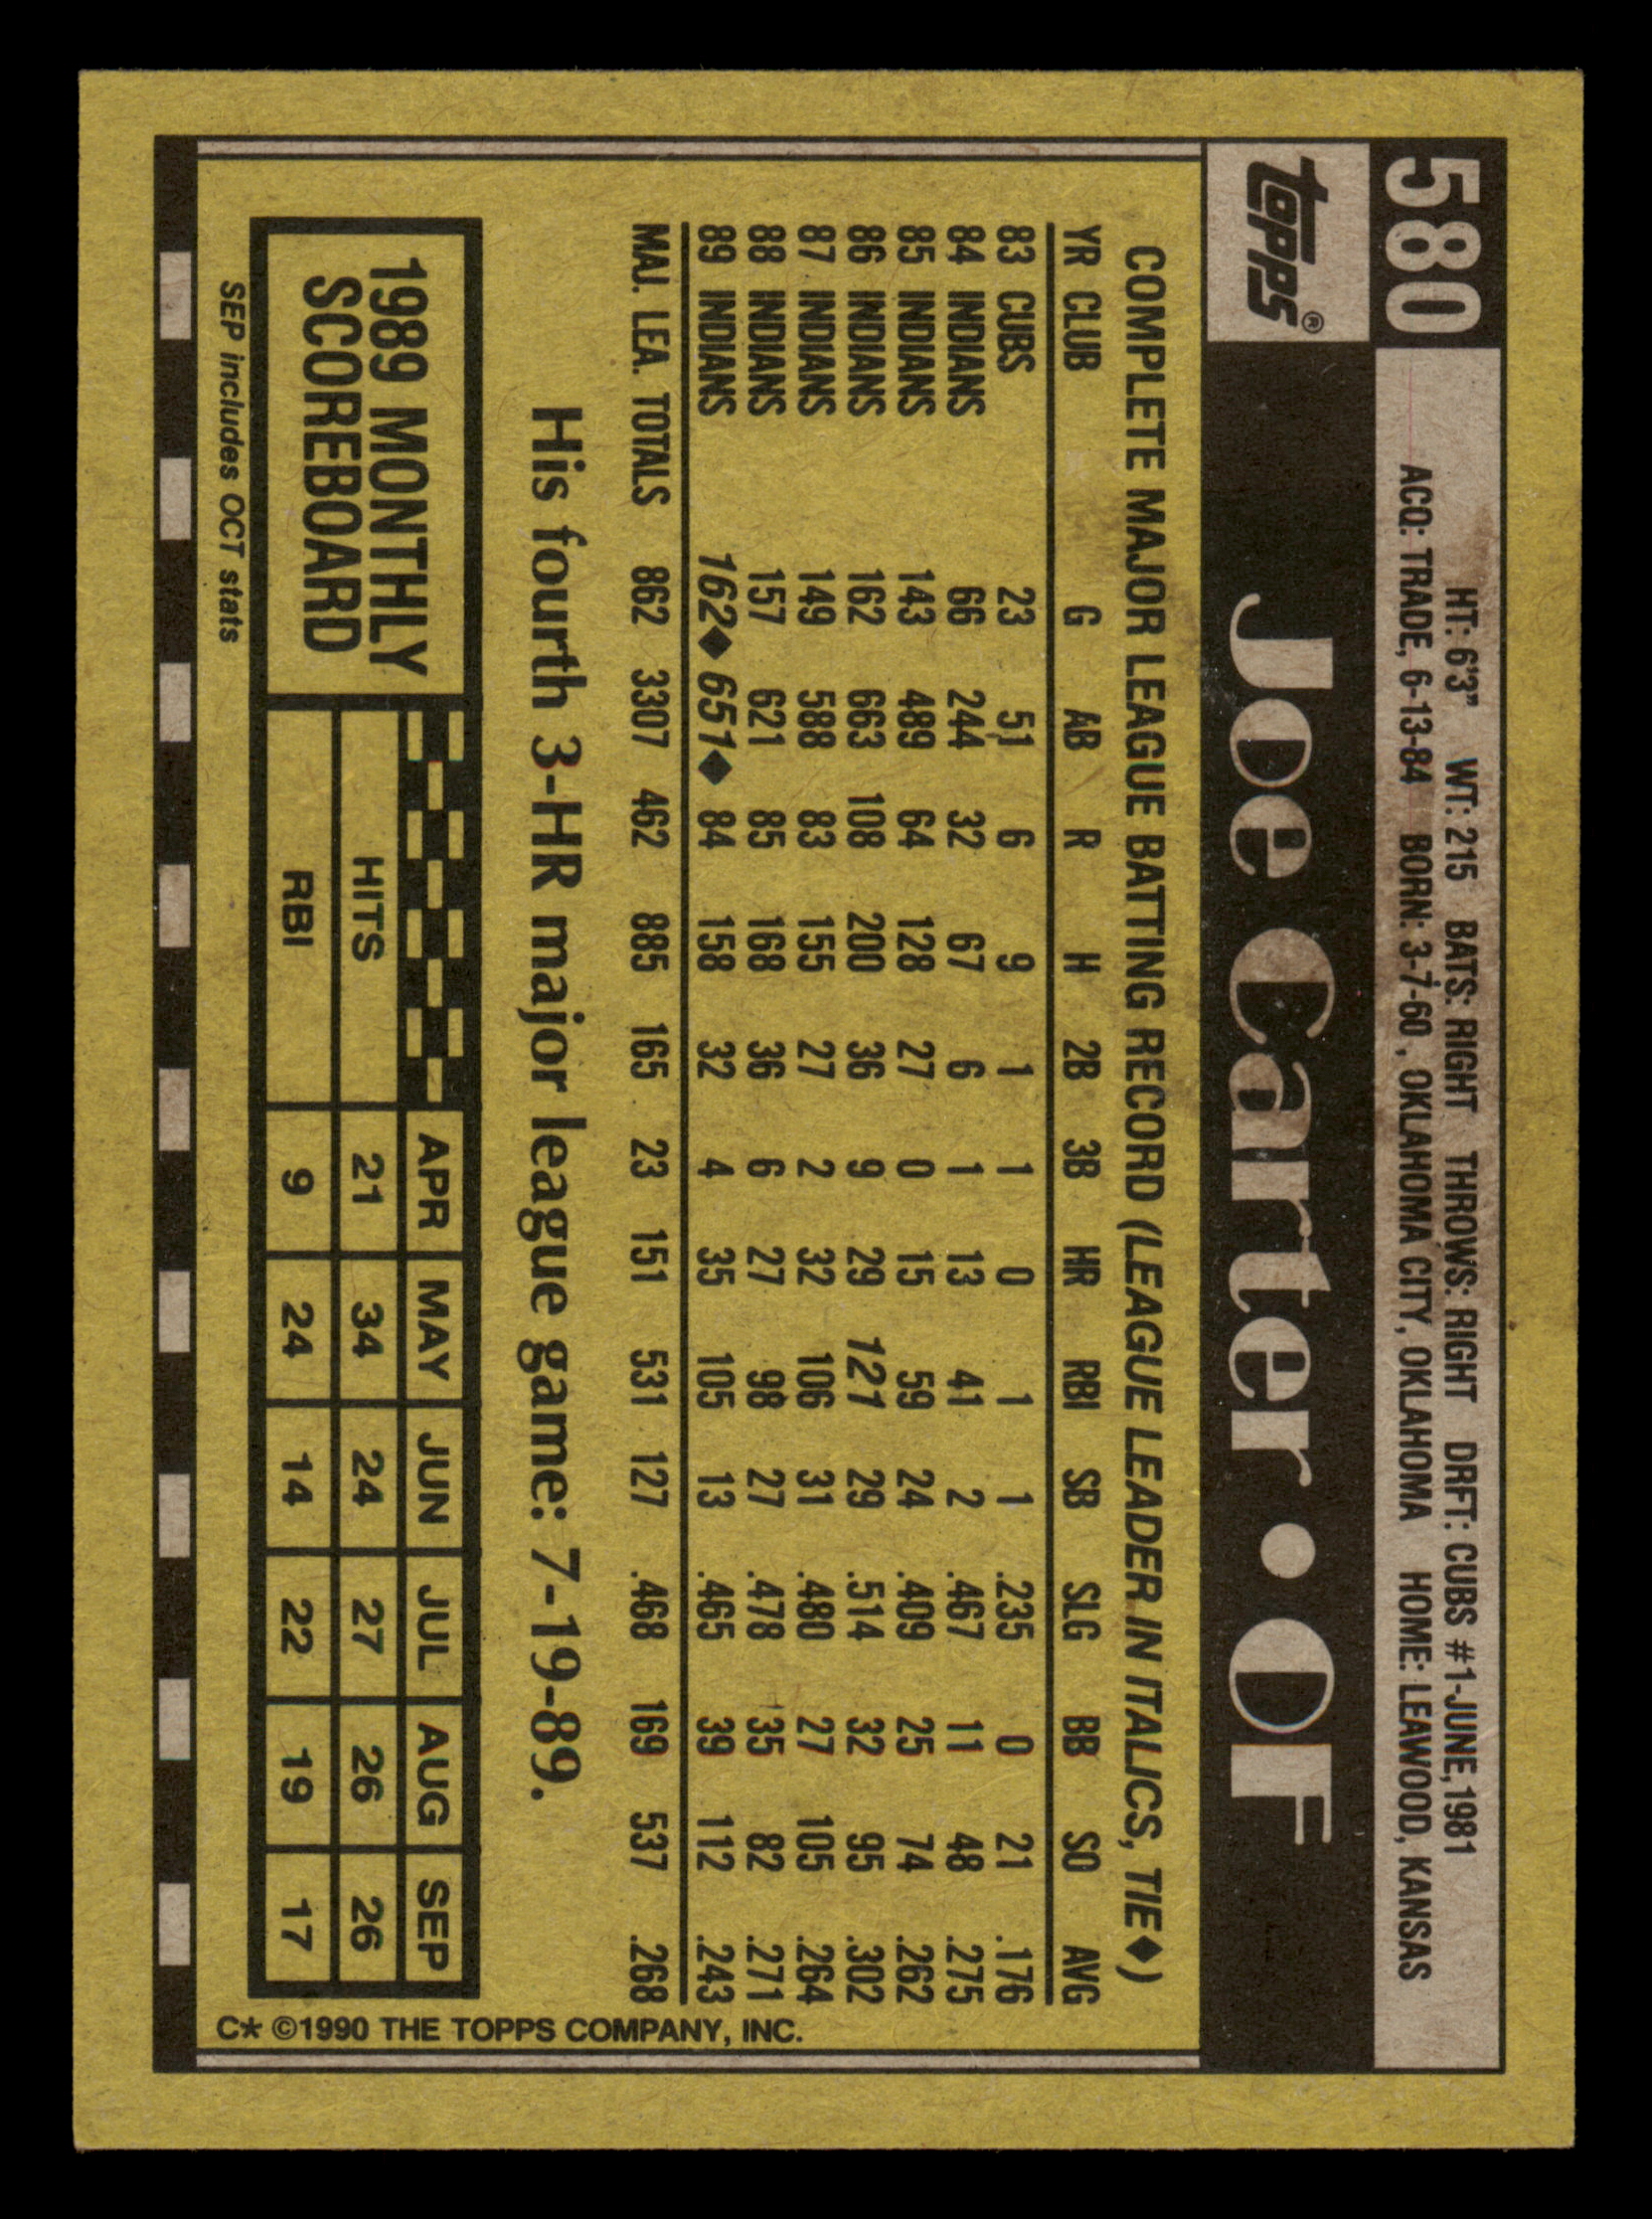 580
HT: 6'3" WT: 215 BATS: RIGHT THROWS: RIGHT DRFT: CUBS #1-JUNE, 1981
ACQ: TRADE, 6-13-84 BORN: 3-7-60, OKLAHOMA CITY, OKLAHOMA HOME: LEAWOOD, KANSAS
topps®
Joe Carter • OF
COMPLETE MAJOR LEAGUE BATTING RECORD (LEAGUE LEADER IN ITALICS, TIE◆)
YR CLUB G AB R H 2B 3B HR RBI SB SLG BB SO AVG
83 CUBS 23 51 6 9 1 1 0 1 1 .235 0 21 .176
84 INDIANS 66 244 32 67 6 1 13 41 2 .467 11 48 .275
85 INDIANS 143 489 64 128 27 0 15 59 24 .409 25 74 .262
86 INDIANS 162 663 108 200 36 9 29 121 29 .514 32 95 .302
87 INDIANS 149 588 83 155 27 2 32 106 31 .480 27 105 .264
88 INDIANS 157 621 85 168 36 6 27 98 27 .478 35 82 .271
89 INDIANS 162◆ 651◆ 84 158 32 4 35 105 13 .465 39 112 .243
MAJ. LEA. TOTALS 862 3307 462 885 165 23 151 531 127 .468 169 537 .268
His fourth 3-HR major league game: 7-19-89.
1989 MONTHLY
SCOREBOARD
APR MAY JUN JUL AUG SEP
HITS 21 34 24 27 26 26
RBI 9 24 14 22 19 17
SEP includes OCT stats
C* ©1990 THE TOPPS COMPANY, INC.